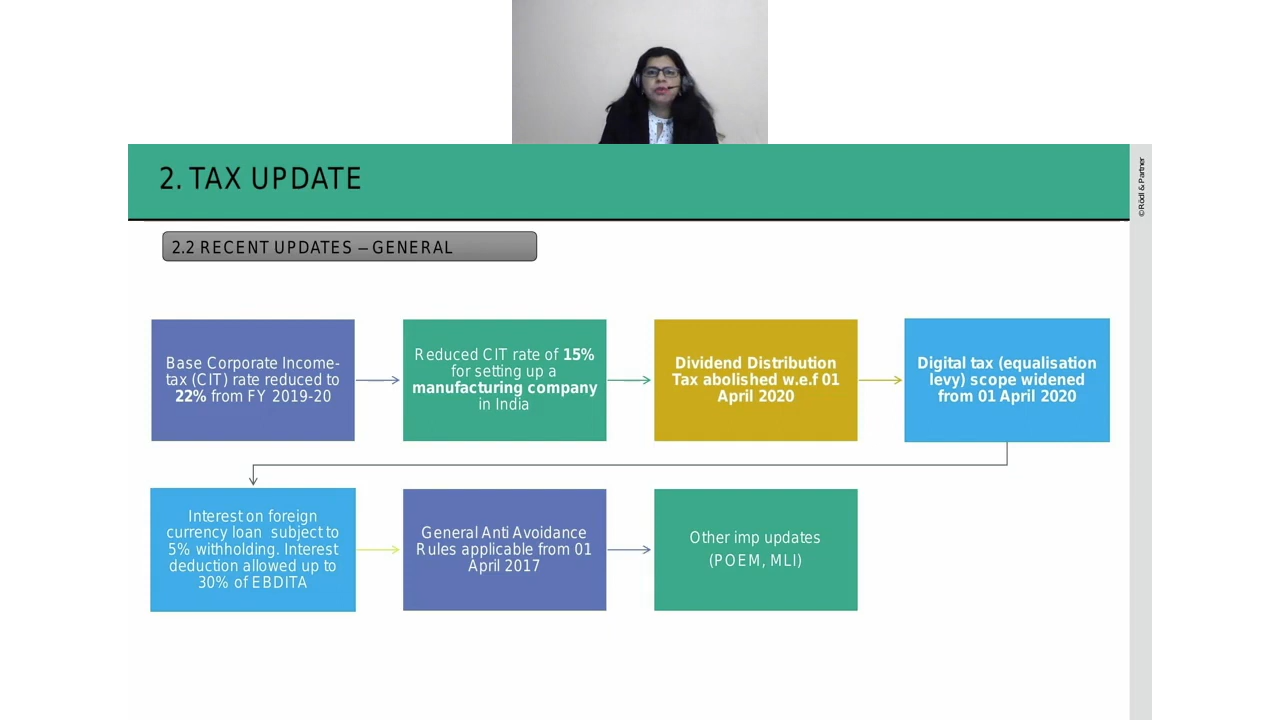 2. TAX UPDATE
© Rödl & Partner
2.2 RECENT UPDATES – GENERAL
Base Corporate Income-
tax (CIT) rate reduced to
22% from FY 2019-20
Reduced CIT rate of 15%
for setting up a
manufacturing company
in India
Dividend Distribution
Tax abolished w.e.f 01
April 2020
Digital tax (equalisation
levy) scope widened
from 01 April 2020
Interest on foreign
currency loan subject to
5% withholding. Interest
deduction allowed up to
30% of EBDITA
General Anti Avoidance
Rules applicable from 01
April 2017
Other imp updates
(POEM, MLI)